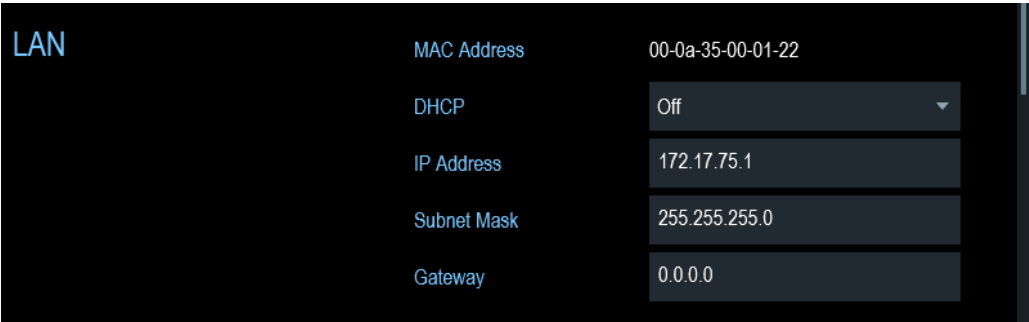 LAN
MAC Address 00-0a-35-00-01-22
DHCP Off
IP Address 172.17.75.1
Subnet Mask 255.255.255.0
Gateway 0.0.0.0